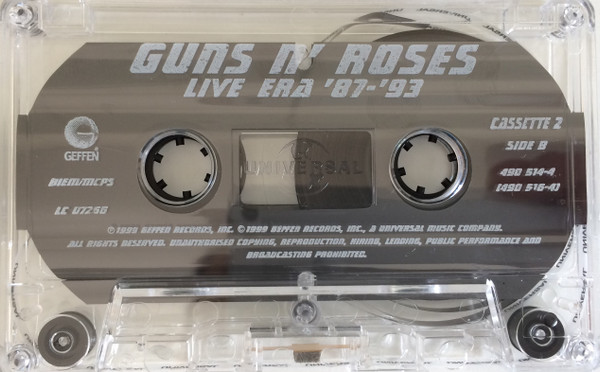 GUNS N' ROSES
LIVE ERA '87-'93
CASSETTE 2
SIDE B
GEFFEN
UNIVERSAL
490 514-4
(490 516-4)
BIEM/MCPS
LC 07266
℗1999 GEFFEN RECORDS, INC. ©1999 GEFFEN RECORDS, INC., A UNIVERSAL MUSIC COMPANY.
ALL RIGHTS RESERVED. UNAUTHORISED COPYING, REPRODUCTION, HIRING, LENDING, PUBLIC PERFORMANCE AND
BROADCASTING PROHIBITED.